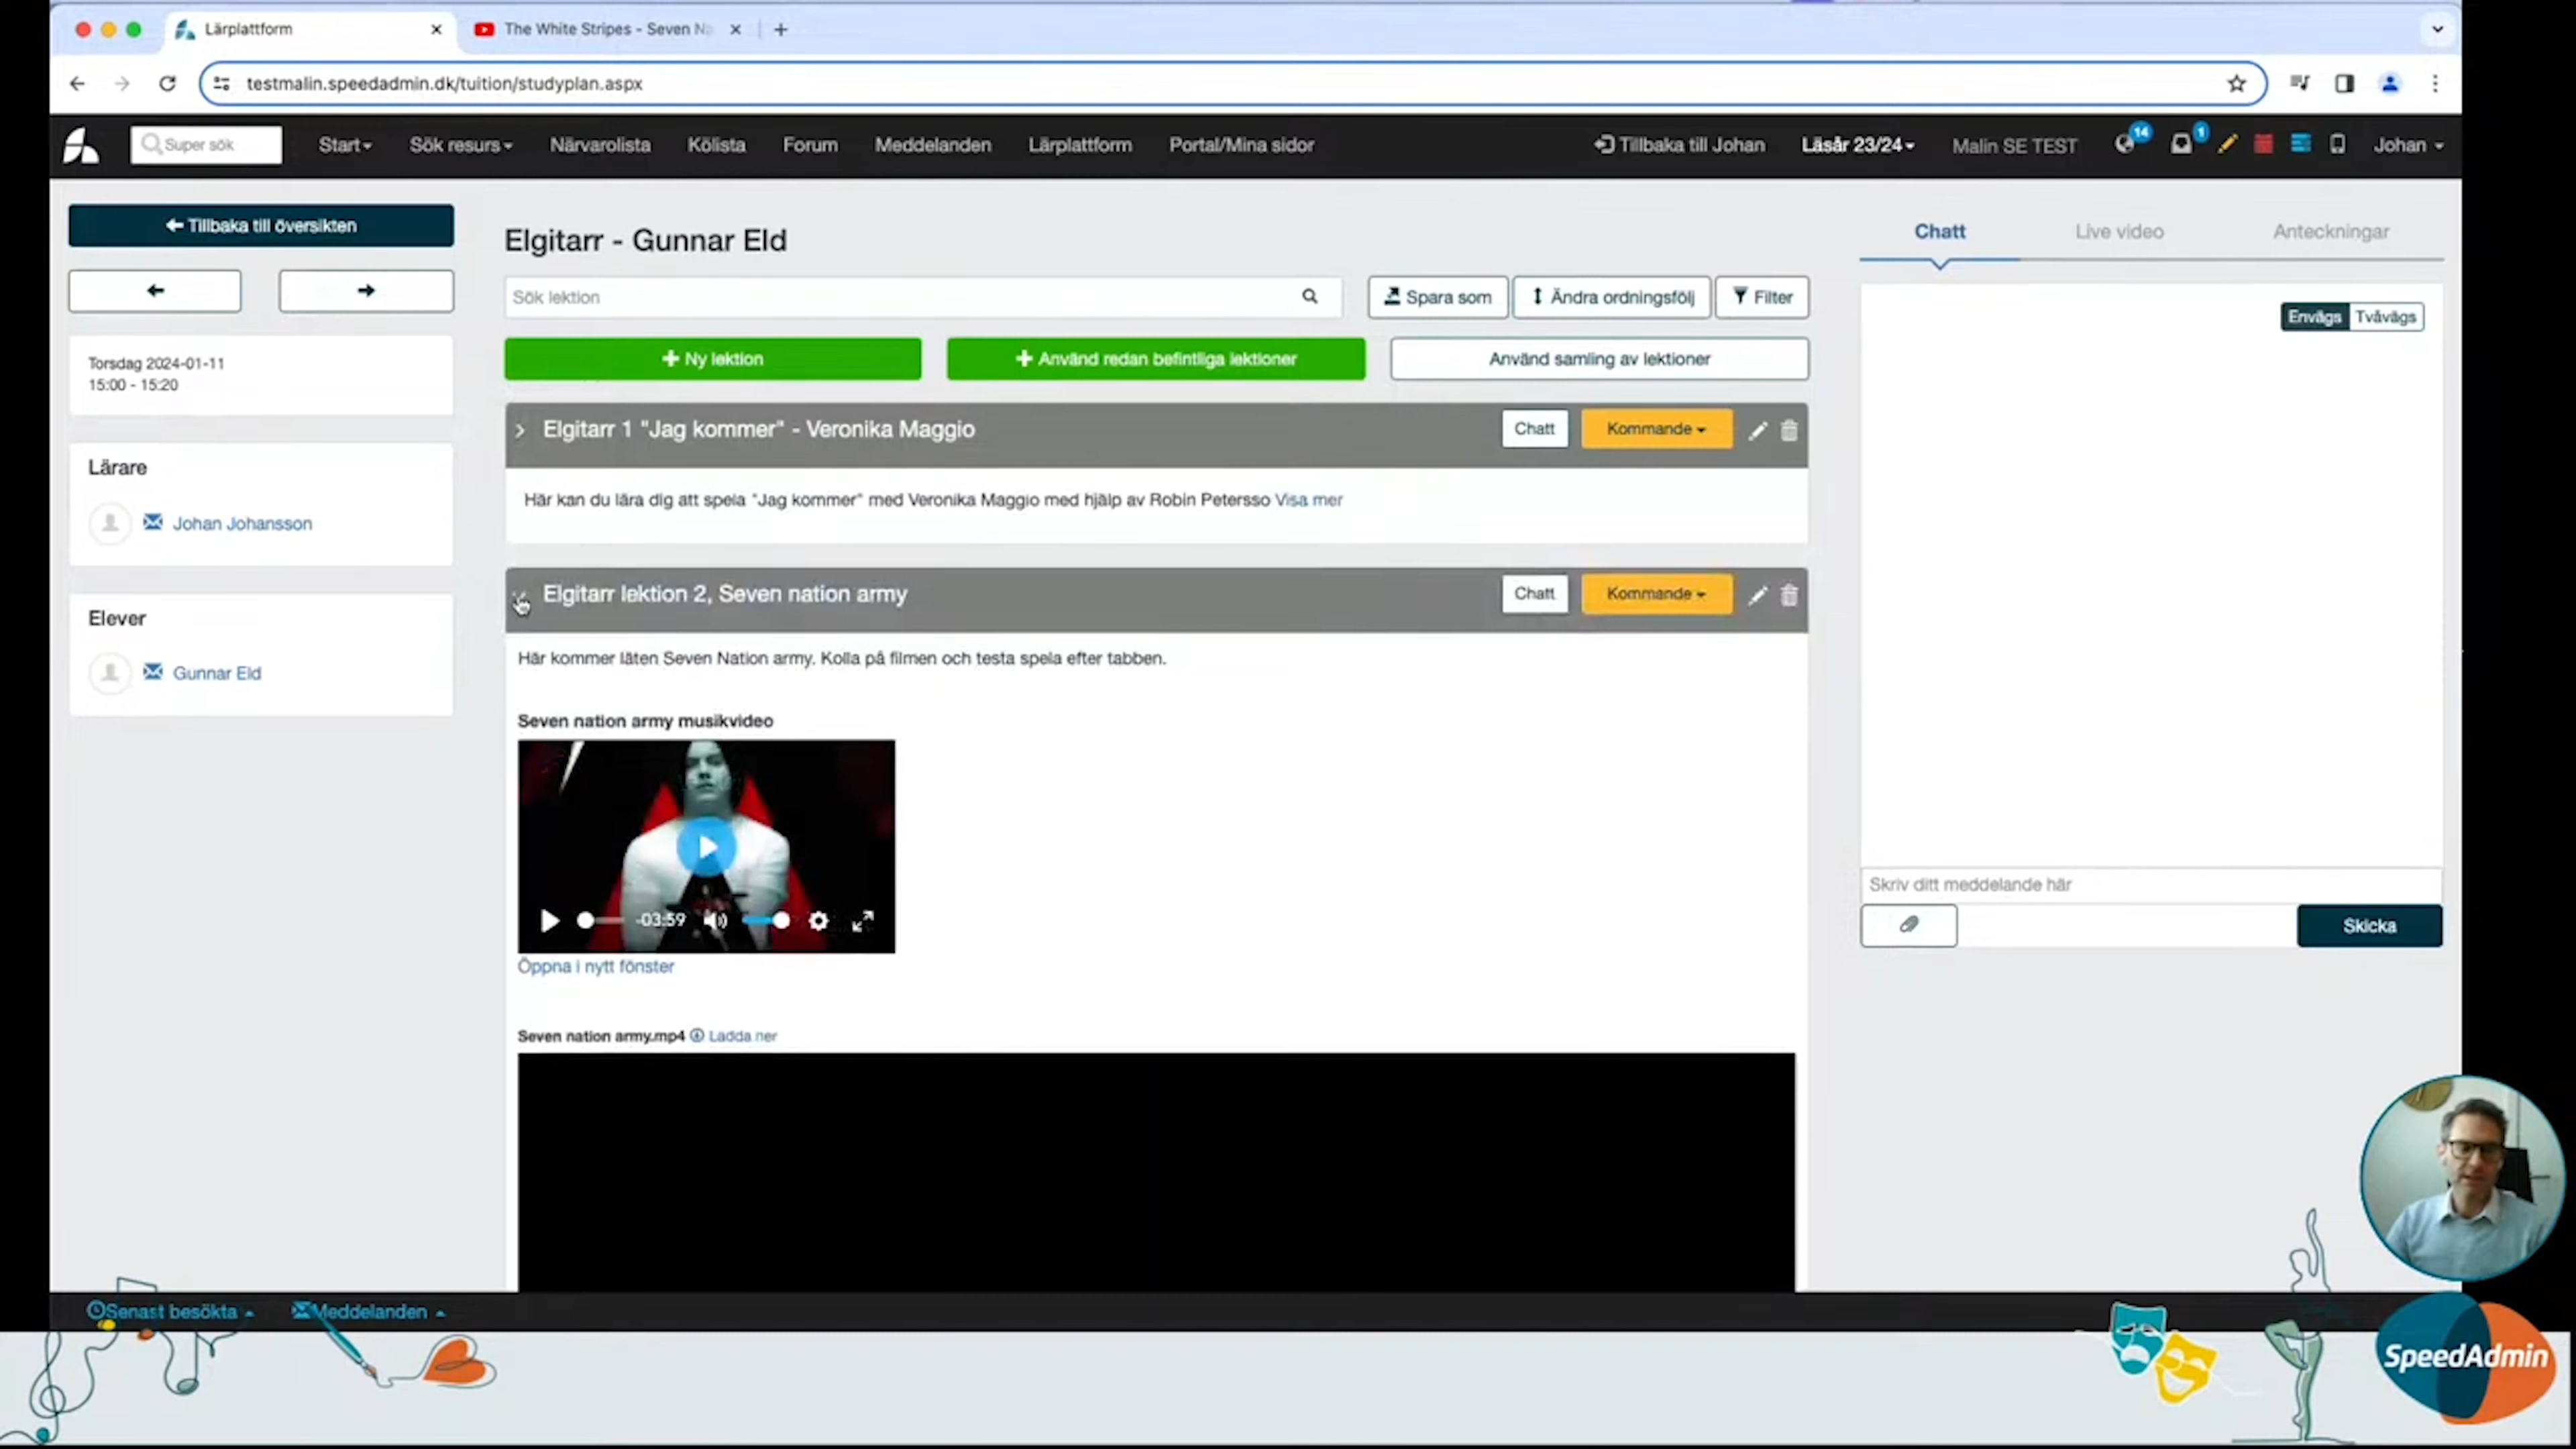 Lärplattform
The White Stripes - Seven Na
testmalin.speedadmin.dk/tuition/studyplan.aspx
Super sök
Start
Sök resurs
Närvarolista
Kölista
Forum
Meddelanden
Lärplattform
Portal/Mina sidor
Tillbaka till Johan
Läsår 23/24
Malin SE TEST
14
1
Johan
Tillbaka till översikten
Torsdag 2024-01-11
15:00 - 15:20
Lärare
Johan Johansson
Elever
Gunnar Eld
Elgitarr - Gunnar Eld
Sök lektion
Spara som
Ändra ordningsfölj
Filter
+ Ny lektion
+ Använd redan befintliga lektioner
Använd samling av lektioner
Elgitarr 1 "Jag kommer" - Veronika Maggio
Chatt
Kommande
Här kan du lära dig att spela "Jag kommer" med Veronika Maggio med hjälp av Robin Petersso Visa mer
Elgitarr lektion 2, Seven nation army
Chatt
Kommande
Här kommer låten Seven Nation army. Kolla på filmen och testa spela efter tabben.
Seven nation army musikvideo
-03:59
Öppna i nytt fönster
Seven nation army.mp4 Ladda ner
Chatt
Live video
Anteckningar
Envägs
Tvåvägs
Skriv ditt meddelande här
Skicka
Senast besökta
Meddelanden
SpeedAdmin